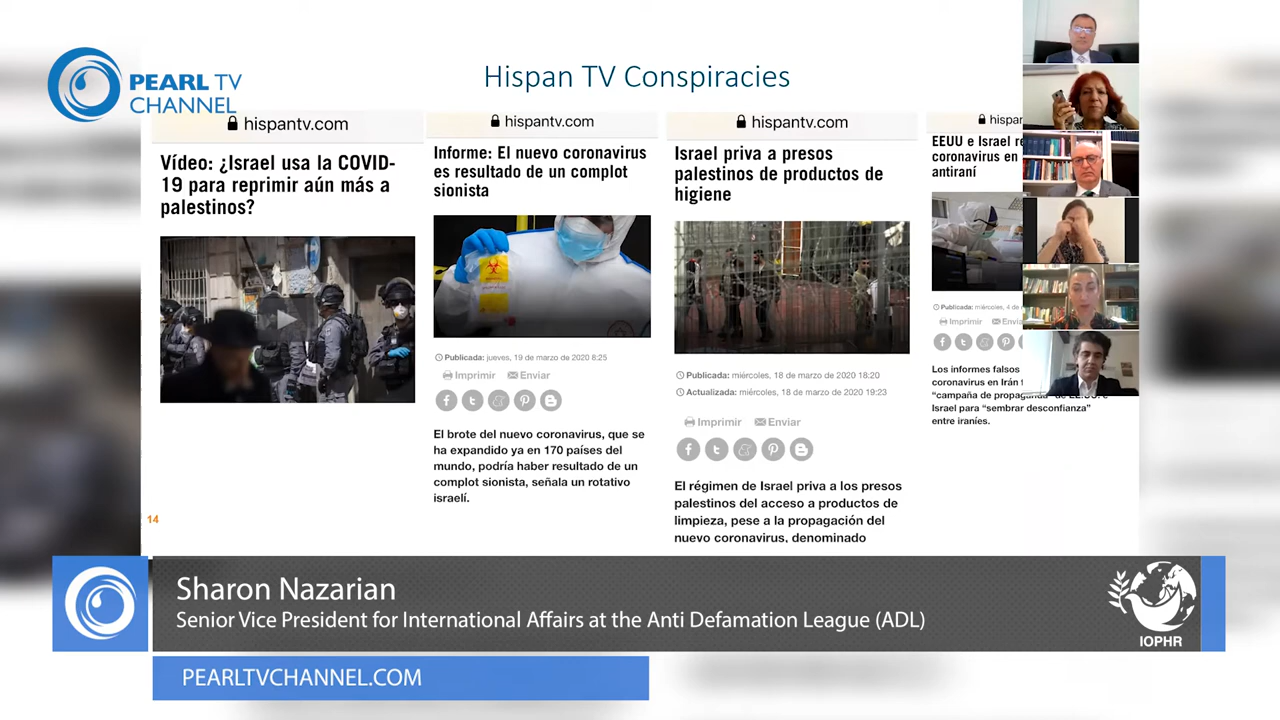 PEARL TV
CHANNEL
Hispan TV Conspiracies
hispantv.com
Vídeo: ¿Israel usa la COVID-
19 para reprimir aún más a
palestinos?
hispantv.com
Informe: El nuevo coronavirus
es resultado de un complot
sionista
Publicada: jueves, 19 de marzo de 2020 8:25
Imprimir Enviar
El brote del nuevo coronavirus, que se
ha expandido ya en 170 países del
mundo, podría haber resultado de un
complot sionista, señala un rotativo
israelí.
hispantv.com
Israel priva a presos
palestinos de productos de
higiene
Publicada: miércoles, 18 de marzo de 2020 18:20
Actualizada: miércoles, 18 de marzo de 2020 19:23
Imprimir Enviar
El régimen de Israel priva a los presos
palestinos del acceso a productos de
limpieza, pese a la propagación del
nuevo coronavirus, denominado
EEUU e Israel
coronavirus en
antiraní
Publicada: miércoles, 4 de
Imprimir
Los informes falsos
coronavirus en Irán
"campaña de
Israel para "sembrar desconfianza"
entre iraníes.
14
Sharon Nazarian
Senior Vice President for International Affairs at the Anti Defamation League (ADL)
IOPHR
PEARLTVCHANNEL.COM